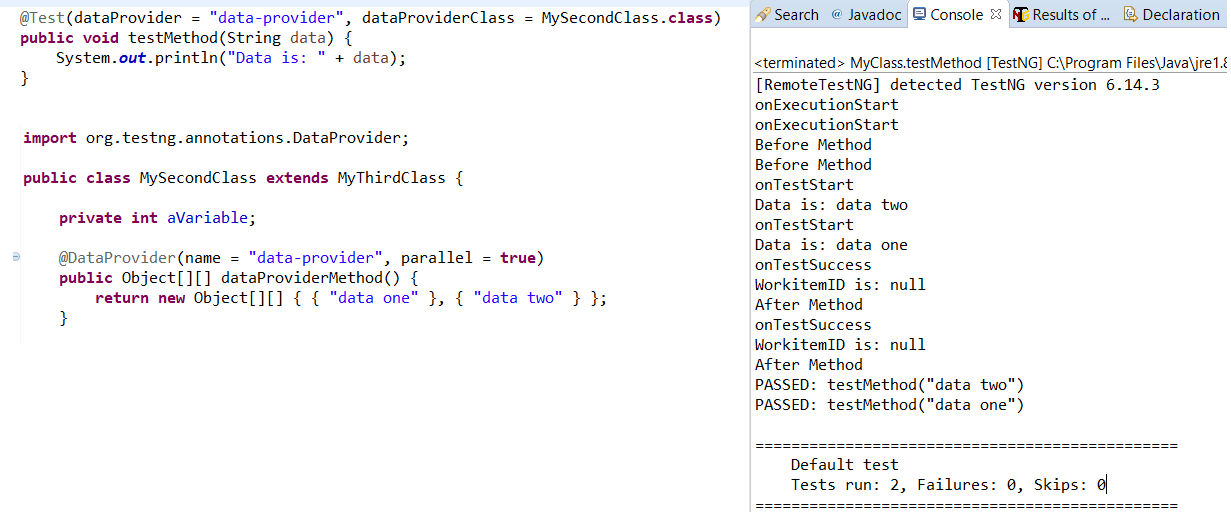 @Test(dataProvider = "data-provider", dataProviderClass = MySecondClass.class)
public void testMethod(String data) {
    System.out.println("Data is: " + data);
}
import org.testng.annotations.DataProvider;
public class MySecondClass extends MyThirdClass {
    private int aVariable;
    @DataProvider(name = "data-provider", parallel = true)
    public Object[][] dataProviderMethod() {
        return new Object[][] { { "data one" }, { "data two" } };
    }
Search @ Javadoc Console Results of ... Declaration
<terminated> MyClass.testMethod [TestNG] C:\Program Files\Java\jre1.8
[RemoteTestNG] detected TestNG version 6.14.3
onExecutionStart
onExecutionStart
Before Method
Before Method
onTestStart
Data is: data two
onTestStart
Data is: data one
onTestSuccess
WorkitemID is: null
After Method
onTestSuccess
WorkitemID is: null
After Method
PASSED: testMethod("data two")
PASSED: testMethod("data one")
===============================================
    Default test
    Tests run: 2, Failures: 0, Skips: 0
===============================================